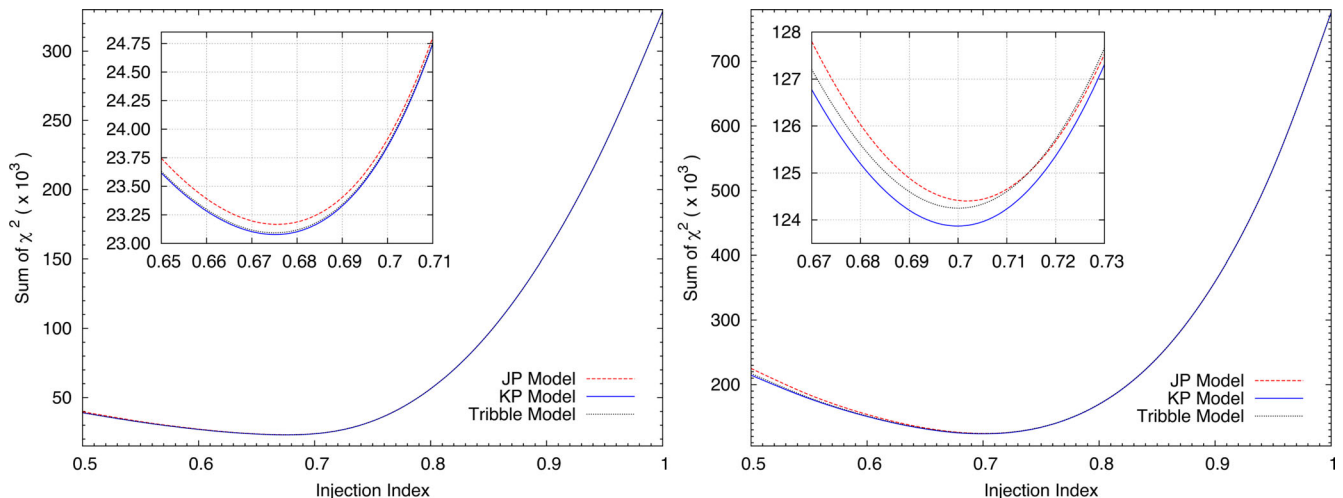 Sum of χ² ( x 10³ )
300
250
200
150
100
50
24.75
24.50
24.25
24.00
23.75
23.50
23.25
23.00
0.65 0.66 0.67 0.68 0.69 0.7 0.71
JP Model
KP Model
Tribble Model
0.5 0.6 0.7 0.8 0.9 1
Injection Index
Sum of χ² ( x 10³ )
700
600
500
400
300
200
128
127
126
125
124
0.67 0.68 0.69 0.7 0.71 0.72 0.73
JP Model
KP Model
Tribble Model
0.5 0.6 0.7 0.8 0.9 1
Injection Index